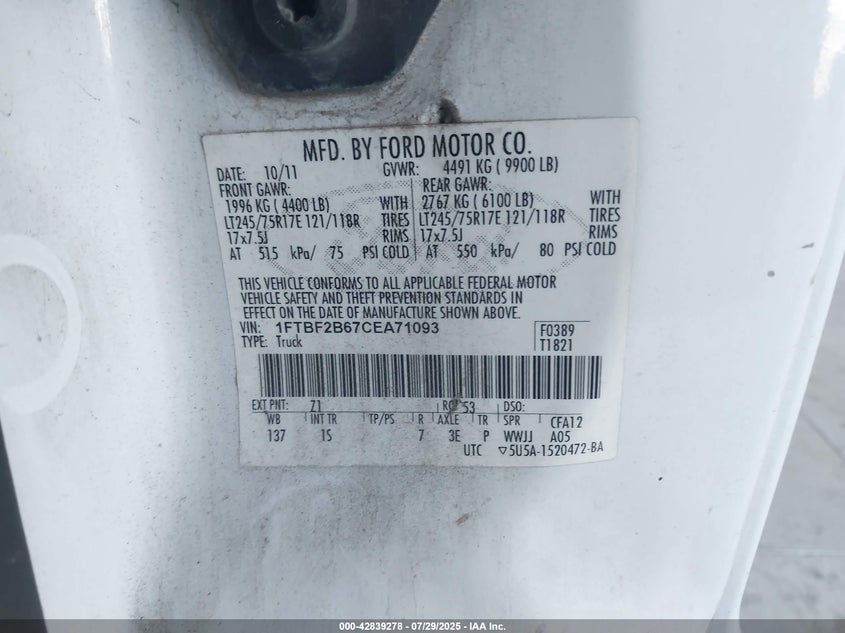 MFD. BY FORD MOTOR CO.
DATE: 10/11 GVWR: 4491 KG ( 9900 LB)
FRONT GAWR: REAR GAWR:
1996 KG ( 4400 LB) WITH 2767 KG ( 6100 LB) WITH
LT245/75R17E 121/118R TIRES LT245/75R17E 121/118R TIRES
17x7.5J RIMS 17x7.5J RIMS
AT 515 kPa/ 75 PSI COLD AT 550 kPa/ 80 PSI COLD
THIS VEHICLE CONFORMS TO ALL APPLICABLE FEDERAL MOTOR
VEHICLE SAFETY AND THEFT PREVENTION STANDARDS IN
EFFECT ON THE DATE OF MANUFACTURE SHOWN ABOVE.
VIN: 1FTBF2B67CEA71093 F0389
TYPE: Truck T1821
EXT PNT: Z1 RC: 53 DSO:
WB INT TR TP/PS R AXLE TR SPR CFA12
137 1S 7 3E P WWJJ A05
UTC ▽5U5A-1520472-BA
000-42839278 - 07/29/2025 - IAA Inc.